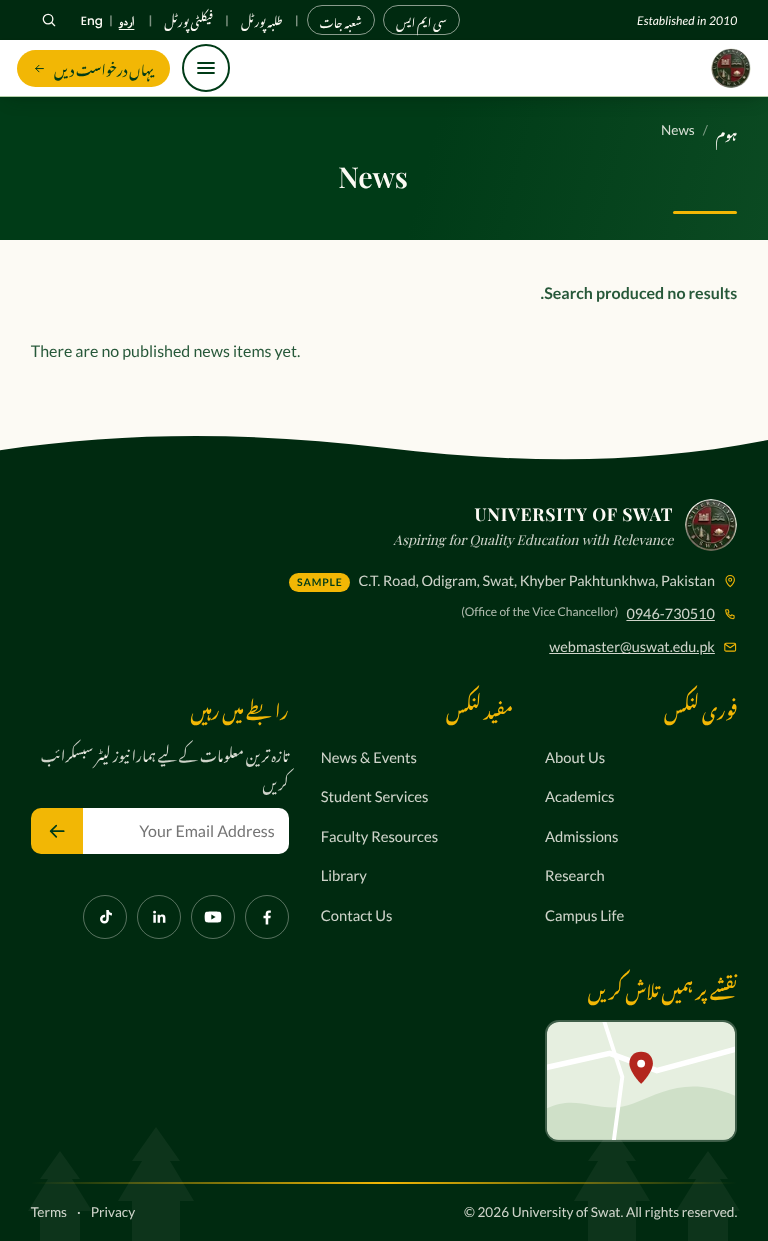 Established in 2010
سی ایم ایس
شعبہ جات
| طلبہ پورٹل | فیکلٹی پورٹل |
اردو | Eng
یہاں درخواست دیں
ہوم / News
News
.Search produced no results
There are no published news items yet.
UNIVERSITY OF SWAT
Aspiring for Quality Education with Relevance
C.T. Road, Odigram, Swat, Khyber Pakhtunkhwa, Pakistan SAMPLE
0946-730510 (Office of the Vice Chancellor)
webmaster@uswat.edu.pk
فوری لنکس
About Us
Academics
Admissions
Research
Campus Life
مفید لنکس
News & Events
Student Services
Faculty Resources
Library
Contact Us
رابطے میں رہیں
تازہ ترین معلومات کے لیے ہمارا نیوز لیٹر سبسکرائب
کریں
Your Email Address
نقشے پر ہمیں تلاش کریں
© 2026 University of Swat. All rights reserved.
Terms · Privacy